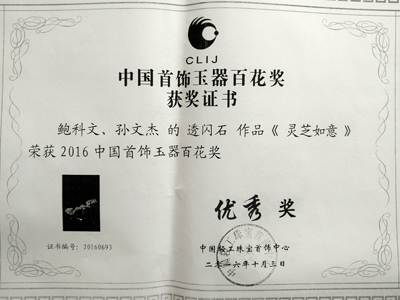 CLIJ
中国首饰玉器百花奖
获奖证书
鲍科文、孙文杰 的 透闪石 作品《 灵芝如意 》
荣获 2016 中国首饰玉器百花奖
优秀 奖
证书编号：20160693
中国轻工珠宝首饰中心
二〇一六年十月三日